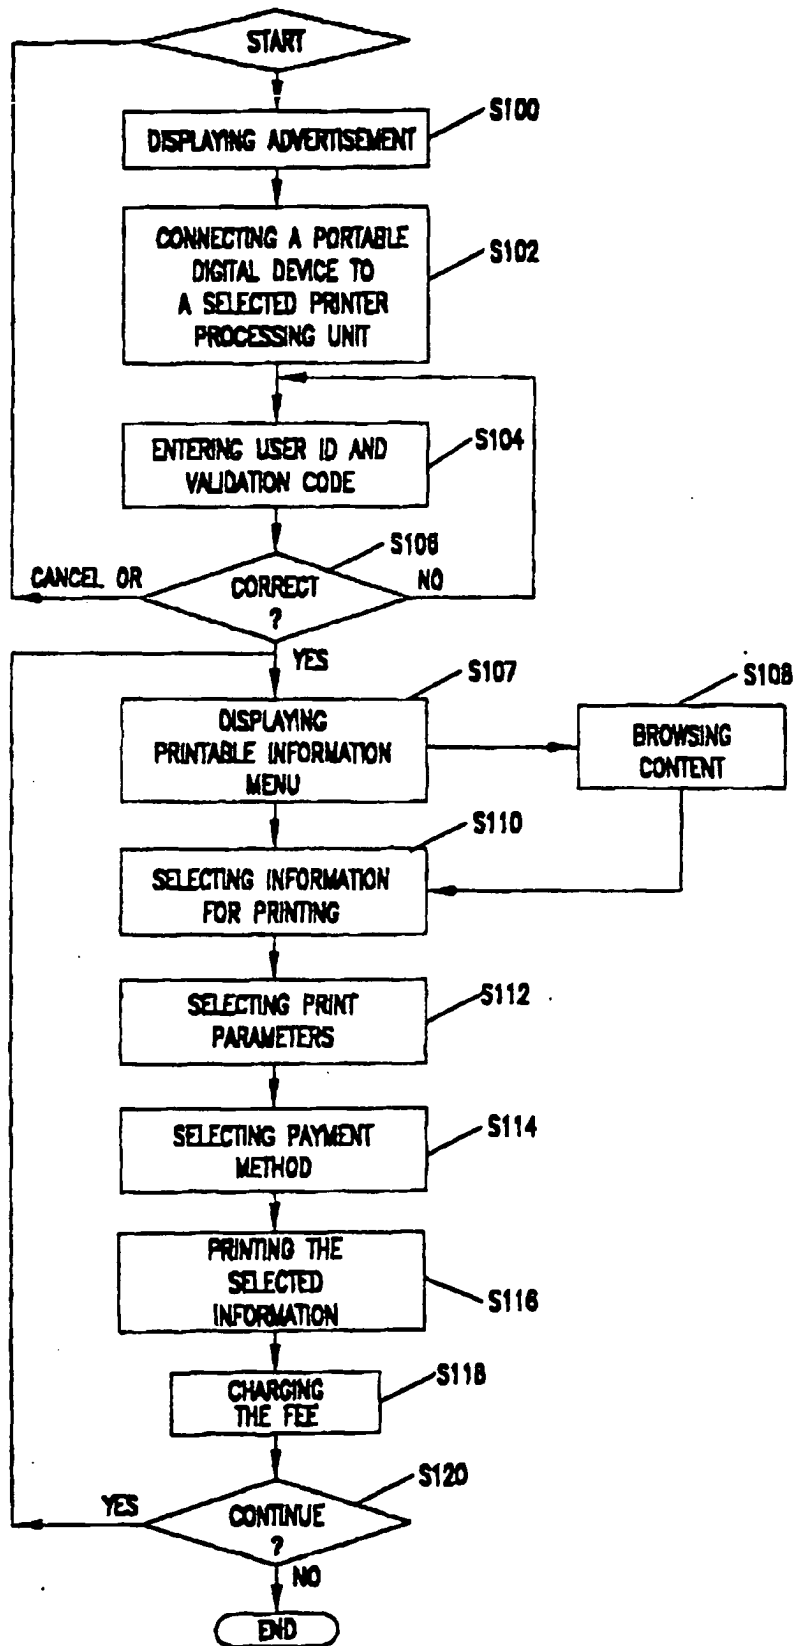 START
S100
DISPLAYING ADVERTISEMENT
CONNECTING A PORTABLE
DIGITAL DEVICE TO
A SELECTED PRINTER
PROCESSING UNIT
S102
ENTERING USER ID AND
VALIDATION CODE
S104
S106
CANCEL OR
CORRECT
?
NO
YES
S107
DISPLAYING
PRINTABLE INFORMATION
MENU
S108
BROWSING
CONTENT
S110
SELECTING INFORMATION
FOR PRINTING
SELECTING PRINT
PARAMETERS
S112
SELECTING PAYMENT
METHOD
S114
PRINTING THE
SELECTED
INFORMATION
S116
CHARGING
THE FEE
S118
S120
YES
CONTINUE
?
NO
END